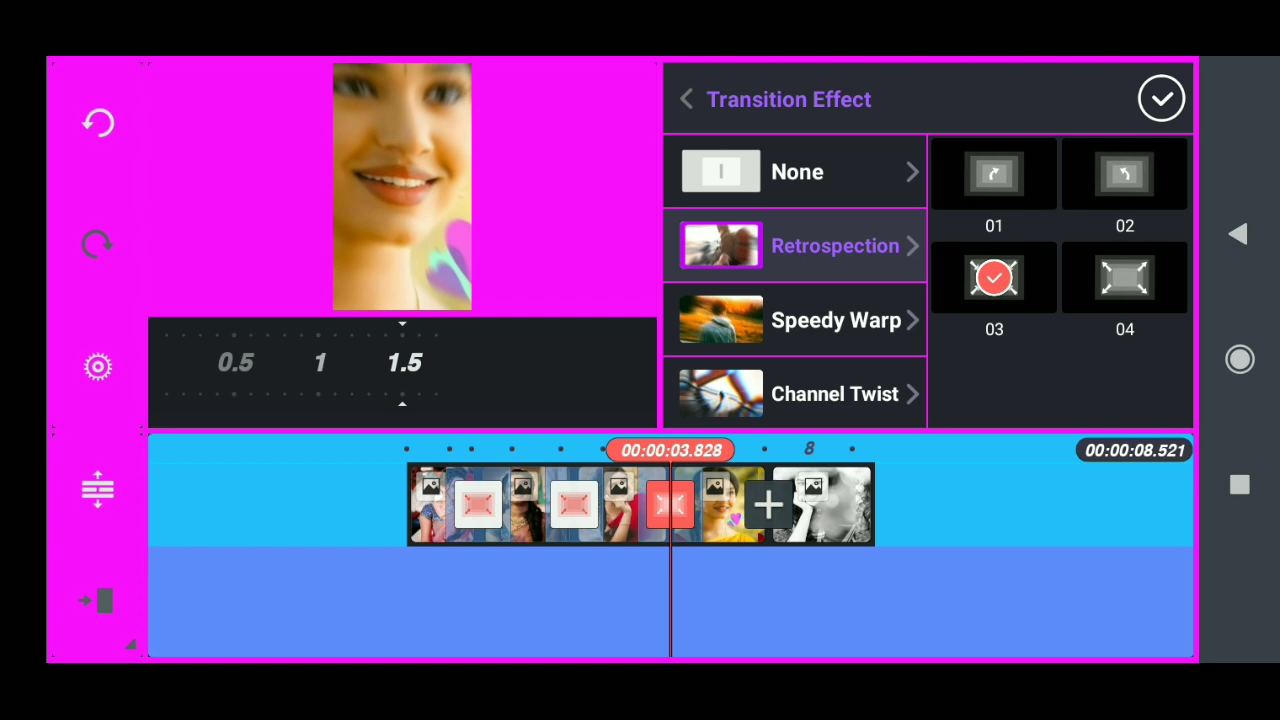 Transition Effect
None
Retrospection
Speedy Warp
Channel Twist
01
02
03
04
0.5
1
1.5
00:00:03.828
8
00:00:08.521